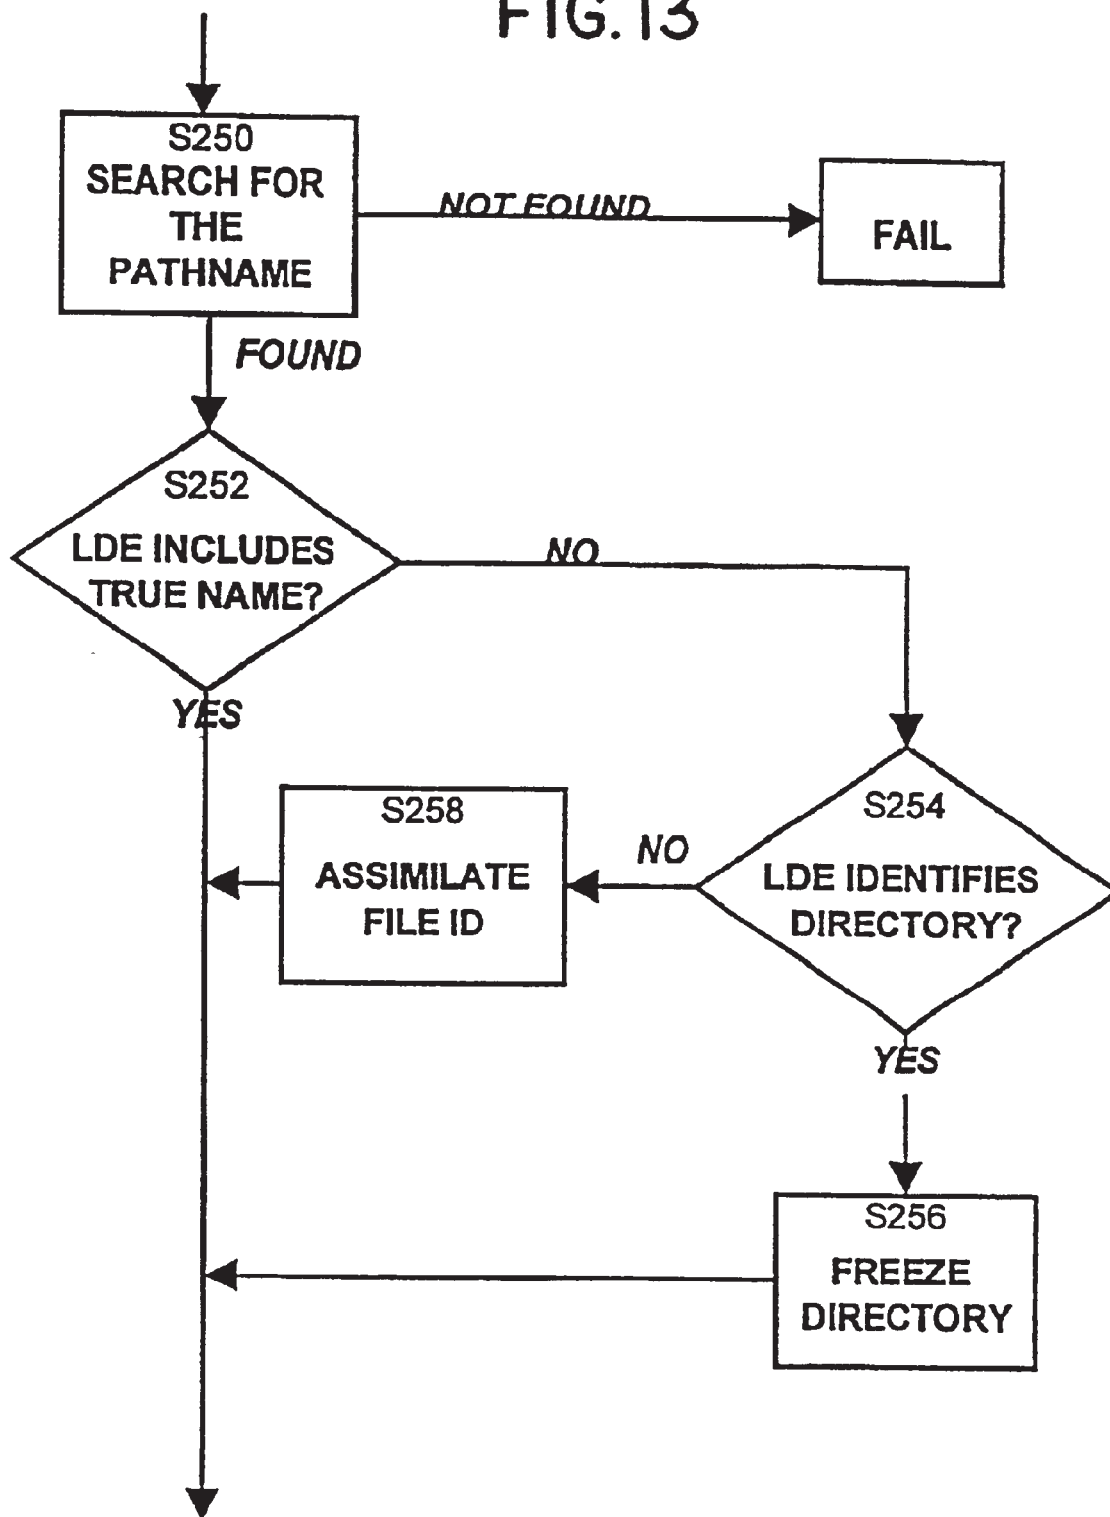 FIG. 13
S250
SEARCH FOR
THE
PATHNAME
NOT FOUND
FAIL
FOUND
S252
LDE INCLUDES
TRUE NAME?
NO
YES
S254
LDE IDENTIFIES
DIRECTORY?
NO
S258
ASSIMILATE
FILE ID
YES
S256
FREEZE
DIRECTORY